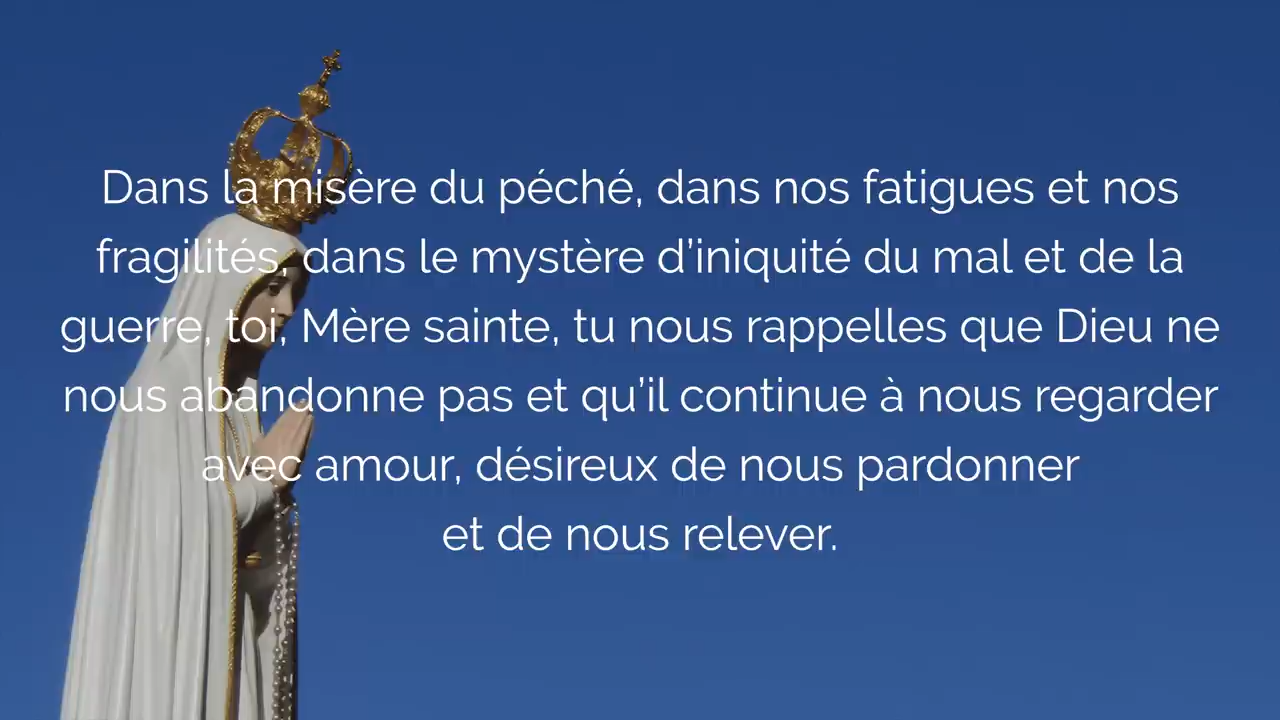 Dans la misère du péché, dans nos fatigues et nos
fragilités, dans le mystère d’iniquité du mal et de la
guerre, toi, Mère sainte, tu nous rappelles que Dieu ne
nous abandonne pas et qu’il continue à nous regarder
avec amour, désireux de nous pardonner
et de nous relever.